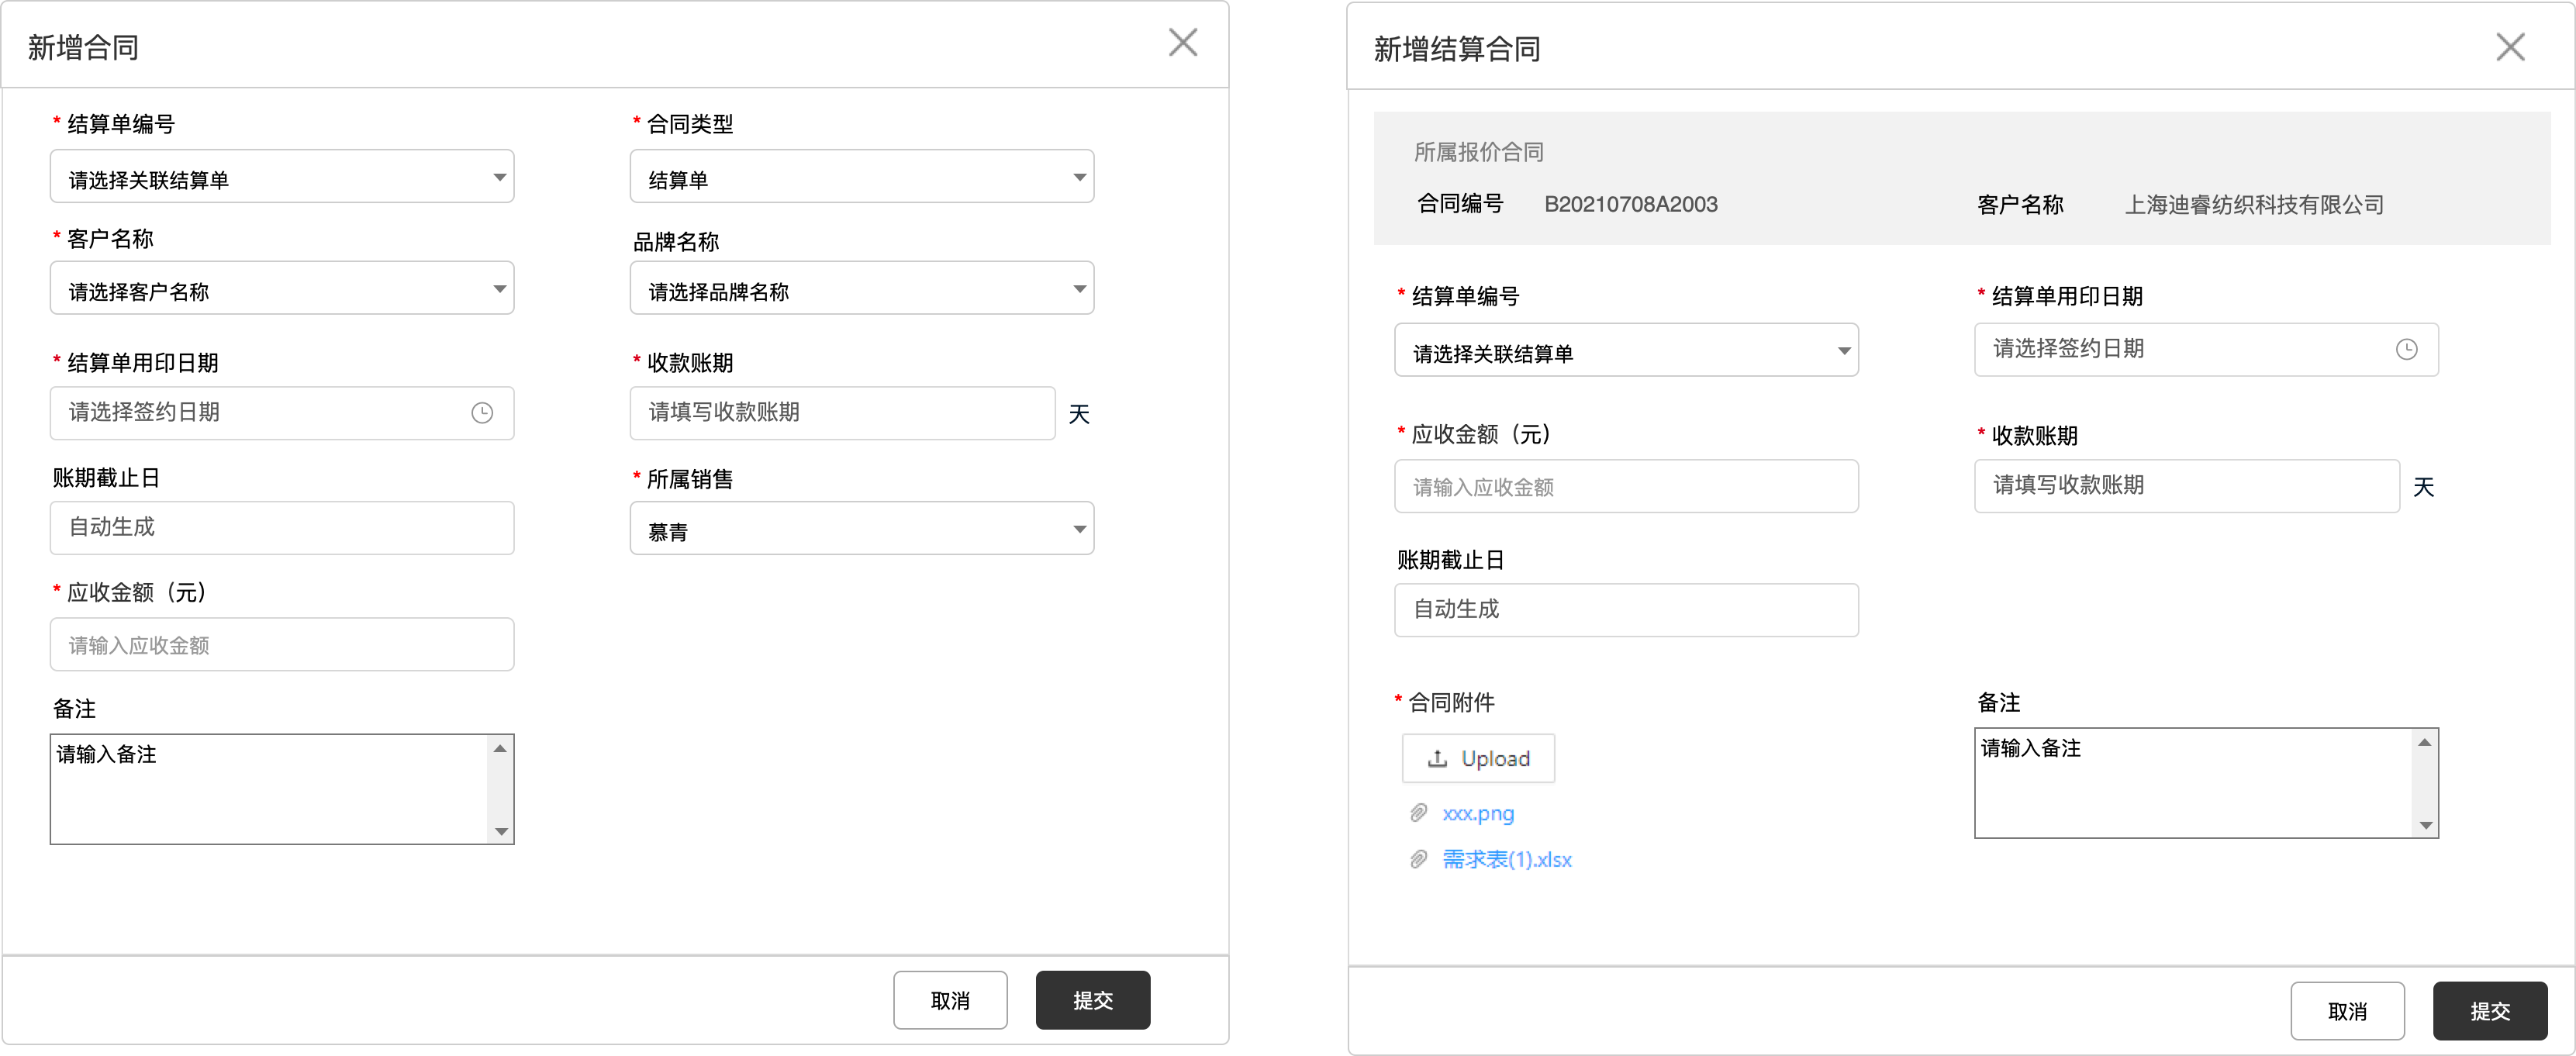 新增合同
* 结算单编号
* 合同类型
请选择关联结算单
结算单
* 客户名称
品牌名称
请选择客户名称
请选择品牌名称
* 结算单用印日期
* 收款账期
请选择签约日期
请填写收款账期
天
账期截止日
* 所属销售
自动生成
慕青
* 应收金额（元）
请输入应收金额
备注
请输入备注
取消
提交
新增结算合同
所属报价合同
合同编号 B20210708A2003
客户名称 上海迪睿纺织科技有限公司
* 结算单编号
* 结算单用印日期
请选择关联结算单
请选择签约日期
* 应收金额（元）
* 收款账期
请输入应收金额
请填写收款账期
天
账期截止日
自动生成
* 合同附件
备注
Upload
请输入备注
xxx.png
需求表(1).xlsx
取消
提交